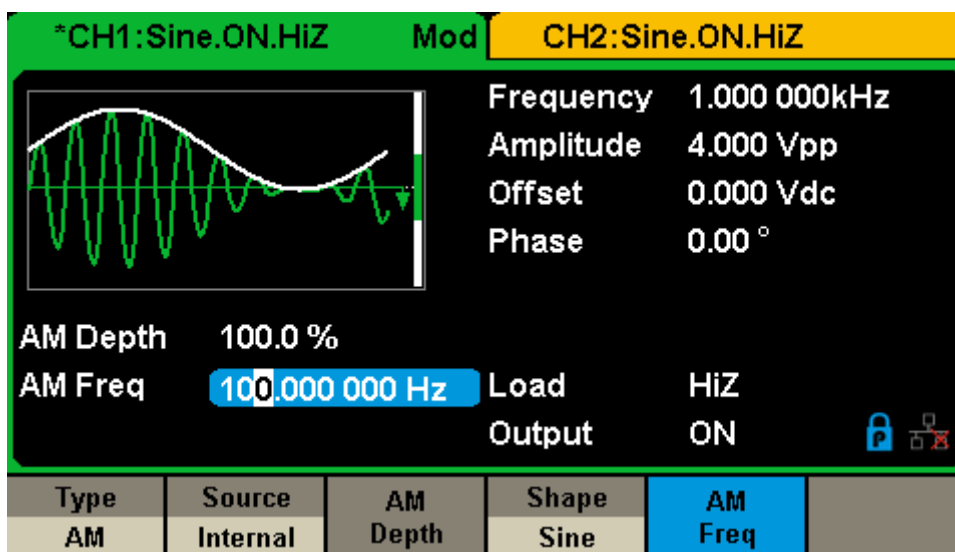 *CH1:Sine.ON.HiZ Mod CH2:Sine.ON.HiZ
Frequency 1.000 000kHz
Amplitude 4.000 Vpp
Offset 0.000 Vdc
Phase 0.00 °
AM Depth 100.0 %
AM Freq 100.000 000 Hz Load HiZ
Output ON P
Type Source AM Shape AM
AM Internal Depth Sine Freq